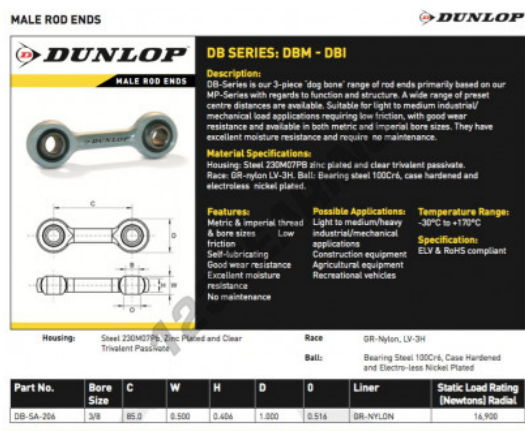 MALE ROD ENDS
DUNLOP
DUNLOP
MALE ROD ENDS
DB SERIES: DBM - DBI
Description:
DB-Series is our 3-piece 'dog bone' range of rod ends primarily based on our
MP-Series with regards to function and structure. A wide range of preset
centre distances are available. Suitable for light to medium industrial/
mechanical load applications requiring low friction, with good wear
resistance and available in both metric and imperial bore sizes. They have
excellent moisture resistance and require no maintenance.
Material Specifications:
Housing: Steel 230M07PB zinc plated and clear trivalent passivate.
Race: GR-nylon LV-3H. Ball: Bearing steel 100Cr6, case hardened and
electroless nickel plated.
Features:
Metric & imperial thread
& bore sizes Low
friction
Self-lubricating
Good wear resistance
Excellent moisture
resistance
No maintenance
Possible Applications:
Light to medium/heavy
industrial/mechanical
applications
Construction equipment
Agricultural equipment
Recreational vehicles
Temperature Range:
-30°C to +170°C
Specification:
ELV & RoHS compliant
DUNLOP
C
D
B
H
W
O
Housing: Steel 230M07Pb, Zinc Plated and Clear
Trivalent Passivate
Race GR-Nylon, LV-3H
Ball: Bearing Steel 100Cr6, Case Hardened
and Electro-less Nickel Plated
Part No. Bore Size C W H D 0 Liner Static Load Rating (Newtons) Radial
DB-SA-206 3/8 85.0 0.500 0.406 1.000 0.516 GR-NYLON 16,900